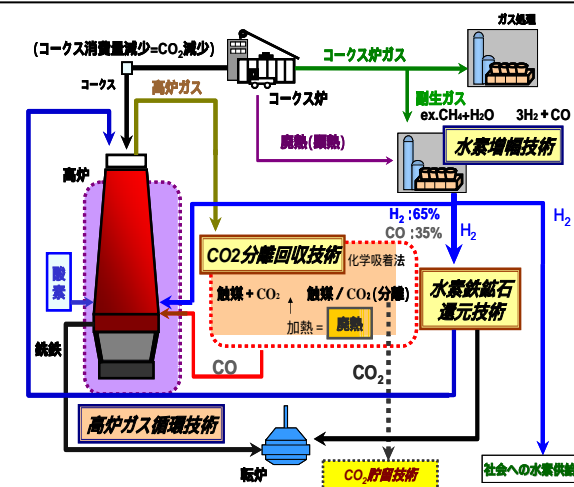 ガス処理
(コークス消費量減少=CO₂減少)
コークス炉ガス
コークス
高炉ガス
コークス炉
副生ガス
ex.CH₄+H₂O 3H₂+CO
廃熱(顕熱)
水素増幅技術
高炉
H₂:65%
CO:35%
H₂
H₂
CO2分離回収技術
化学吸着法
酸素
触媒+CO₂
触媒/CO₂(分離)
加熱=
廃熱
水素鉄鉱石
還元技術
銑鉄
CO
CO₂
高炉ガス循環技術
転炉
CO₂貯留技術
社会への水素供給